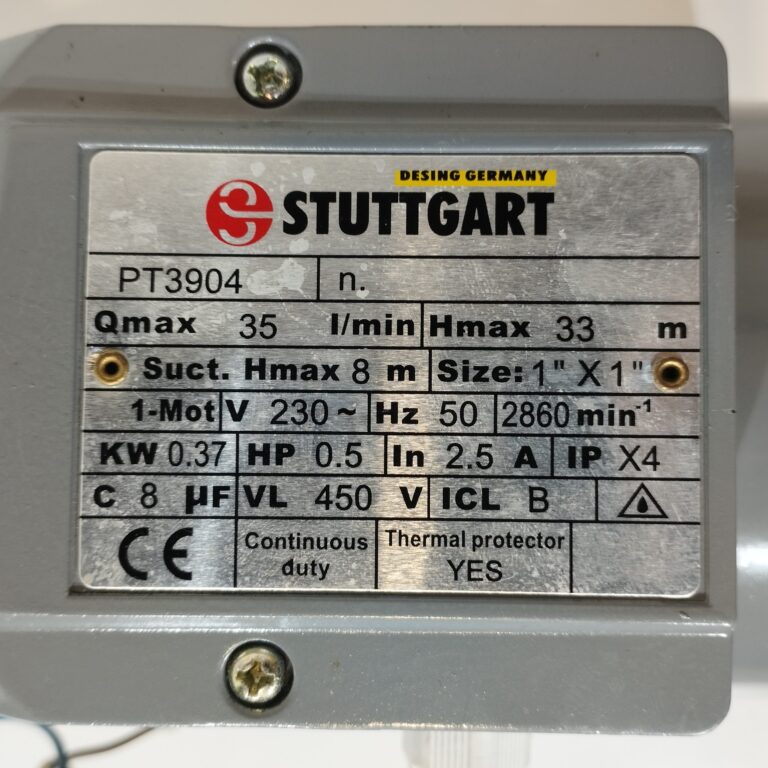 DESING GERMANY
STUTTGART
PT3904 n.
Qmax 35 l/min Hmax 33 m
Suct. Hmax 8 m Size: 1" X 1"
1-Mot V 230 ~ Hz 50 2860 min-1
KW 0.37 HP 0.5 In 2.5 A IP X4
C 8 µF VL 450 V ICL B
CE Continuous duty Thermal protector YES